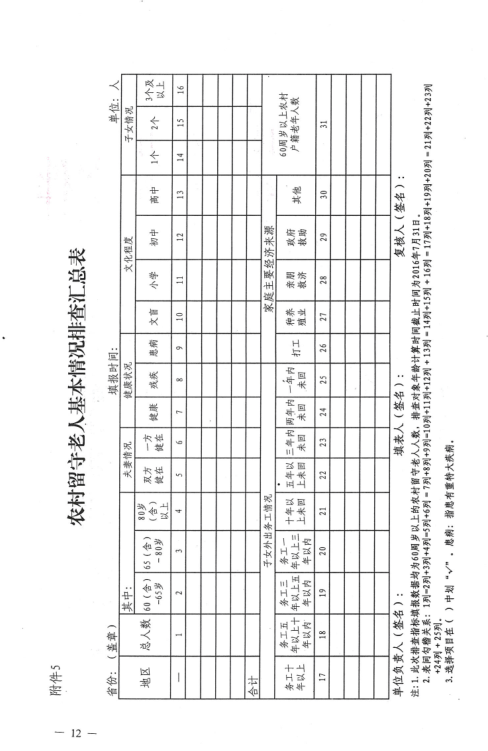 附件5
农村留守老人基本情况排查汇总表
省份：（盖章） 填报时间： 单位：人
地区 总人数 其中： 夫妻情况 健康状况 文化程度 子女情况
60（含）-65岁 65（含）-80岁 80岁（含）以上 双方健在 一方健在 健康 残疾 患病 文盲 小学 初中 高中 1个 2个 3个及以上
一 1 2 3 4 5 6 7 8 9 10 11 12 13 14 15 16
合计
子女外出务工情况 家庭主要经济来源 60周岁以上农村户籍老年人数
务工十年以上 务工五年以上十年以内 务工三年以上五年以内 务工一年以上三年以内 十年以上未回 五年以上未回 三年内未回 两年内未回 一年内未回 打工 种养殖业 亲朋救济 政府救助 其他
17 18 19 20 21 22 23 24 25 26 27 28 29 30 31
单位负责人（签名）： 填表人（签名）： 复核人（签名）：
注：1.此次排查指标填报数据均为60周岁以上的农村留守老人人数，排查对象年龄计算时间截止时间为2016年7月31日。
2.表间勾稽关系：1列=2列+3列+4列=5列+6列=7列+8列+9列=10列+11列+12列+13列=14列+15列+16列=17列+18列+19列+20列=21列+22列+23列
+24列+25列。
3.选择项目在（ ）中划“✓”。患病：指患有重特大疾病。
— 12 —